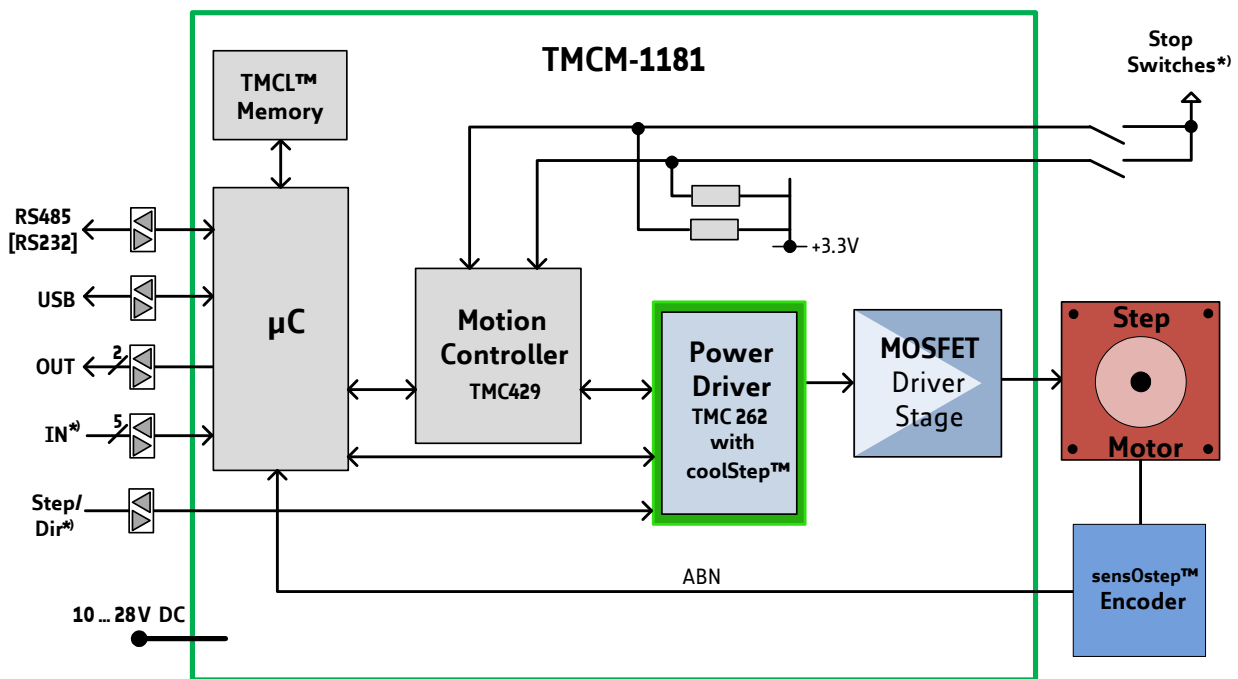 TMCM-1181
Stop
Switches*)
TMCL™
Memory
RS485
[RS232]
USB
OUT
2
IN*)
5
Step/
Dir*)
10 ... 28V DC
µC
Motion
Controller
TMC429
+3.3V
Power
Driver
TMC 262
with
coolStep™
MOSFET
Driver
Stage
Step
Motor
ABN
sensOstep™
Encoder